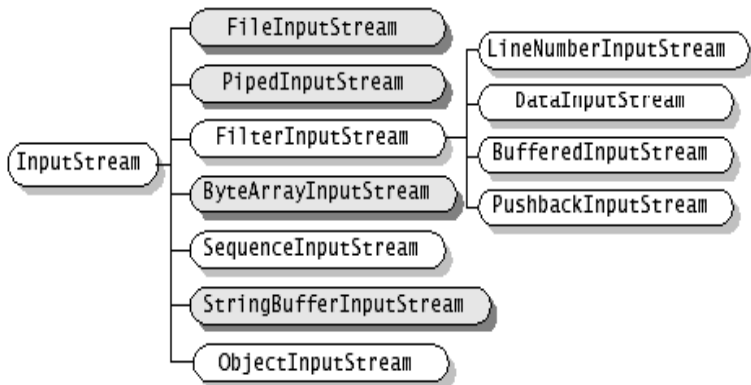 InputStream
FileInputStream
PipedInputStream
FilterInputStream
ByteArrayInputStream
SequenceInputStream
StringBufferInputStream
ObjectInputStream
LineNumberInputStream
DataInputStream
BufferedInputStream
PushbackInputStream